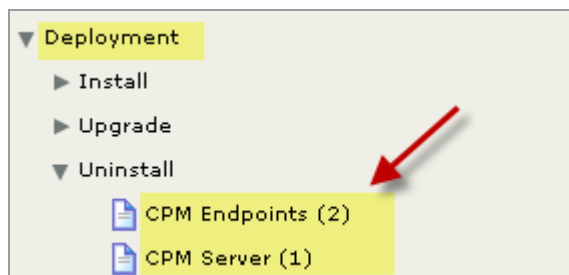 Deployment
Install
Upgrade
Uninstall
CPM Endpoints (2)
CPM Server (1)